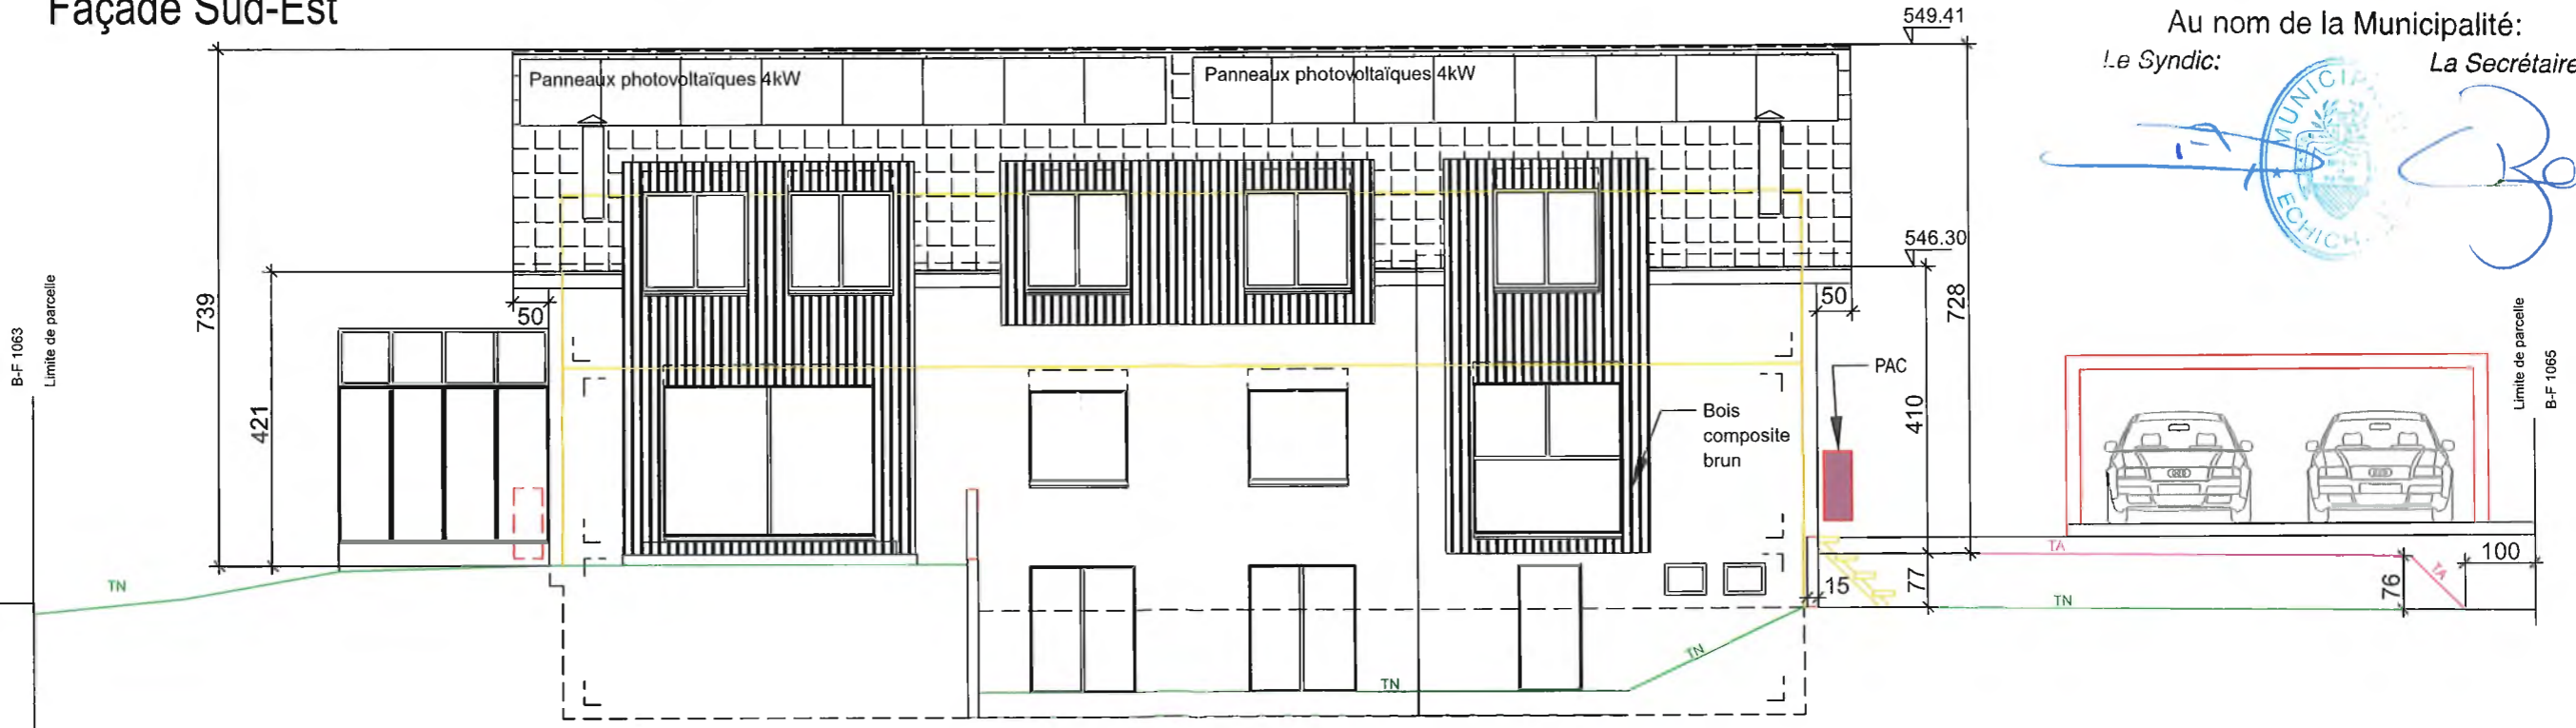 Façade Sud-Est
Au nom de la Municipalité:
Le Syndic:
La Secrétaire
MUNICIPA
ECHICH
549.41
546.30
Panneaux photovoltaïques 4kW
Panneaux photovoltaïques 4kW
739
421
50
50
728
410
77
15
76
100
PAC
Bois
composite
brun
B-F 1063
Limite de parcelle
Limite de parcelle
B-F 1065
TN
TN
TN
TN
TA
TA